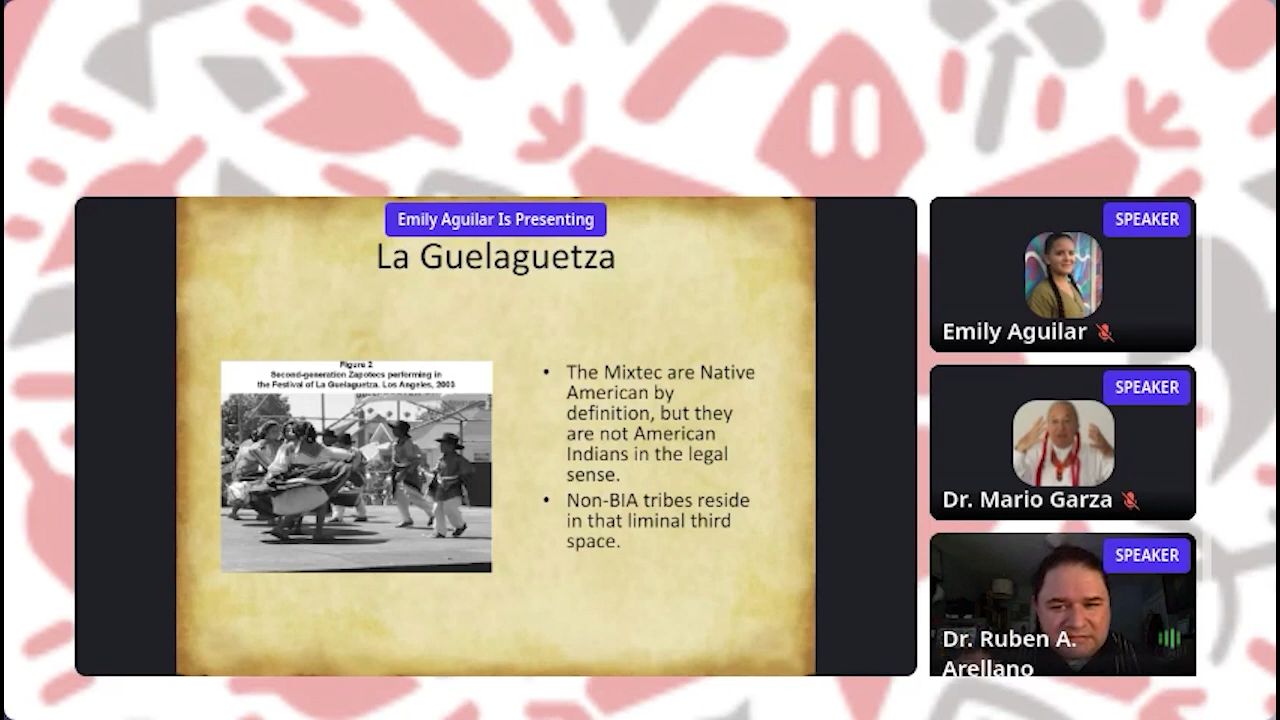 Emily Aguilar Is Presenting
La Guelaguetza
Figure 2
Second-generation Zapotecs performing in
the Festival of La Guelaguetza. Los Angeles, 2003
• The Mixtec are Native
American by
definition, but they
are not American
Indians in the legal
sense.
• Non-BIA tribes reside
in that liminal third
space.
SPEAKER
Emily Aguilar
SPEAKER
Dr. Mario Garza
SPEAKER
Dr. Ruben A.
Arellano